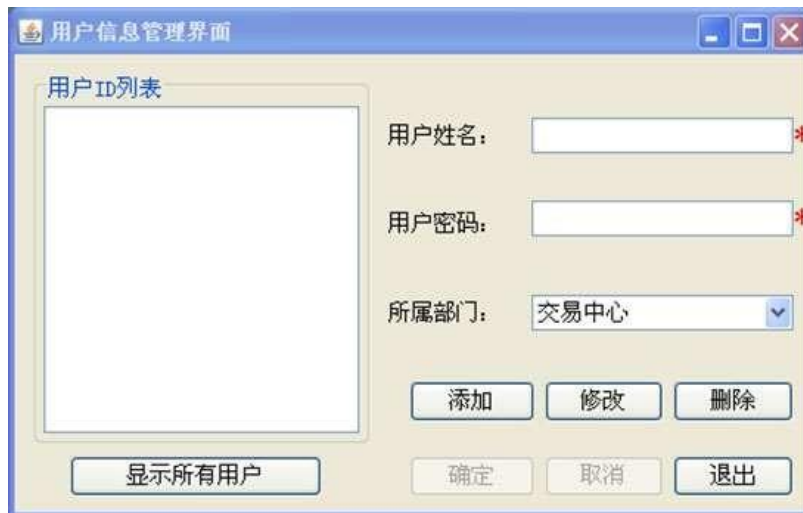 用户信息管理界面
用户ID列表
用户姓名：
*
用户密码：
*
所属部门：
交易中心
添加
修改
删除
显示所有用户
确定
取消
退出